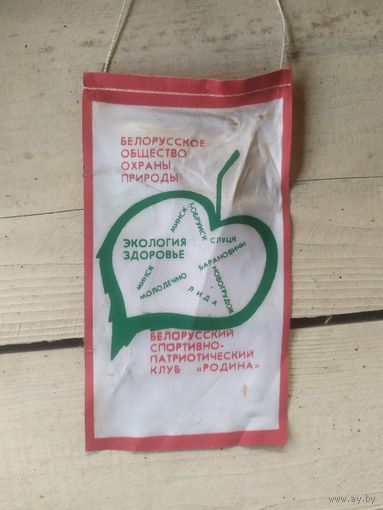 БЕЛОРУССКОЕ
ОБЩЕСТВО
ОХРАНЫ
ПРИРОДЫ
ЭКОЛОГИЯ
ЗДОРОВЬЕ
МИНСК
БОБРУЙСК
СЛУЦК
БАРАНОВИЧИ
НОВОГРУДОК
ЛИДА
МОЛОДЕЧНО
МИНСК
БЕЛОРУССКИЙ
СПОРТИВНО-
ПАТРИОТИЧЕСКИЙ
КЛУБ «РОДИНА»
www.ay.by